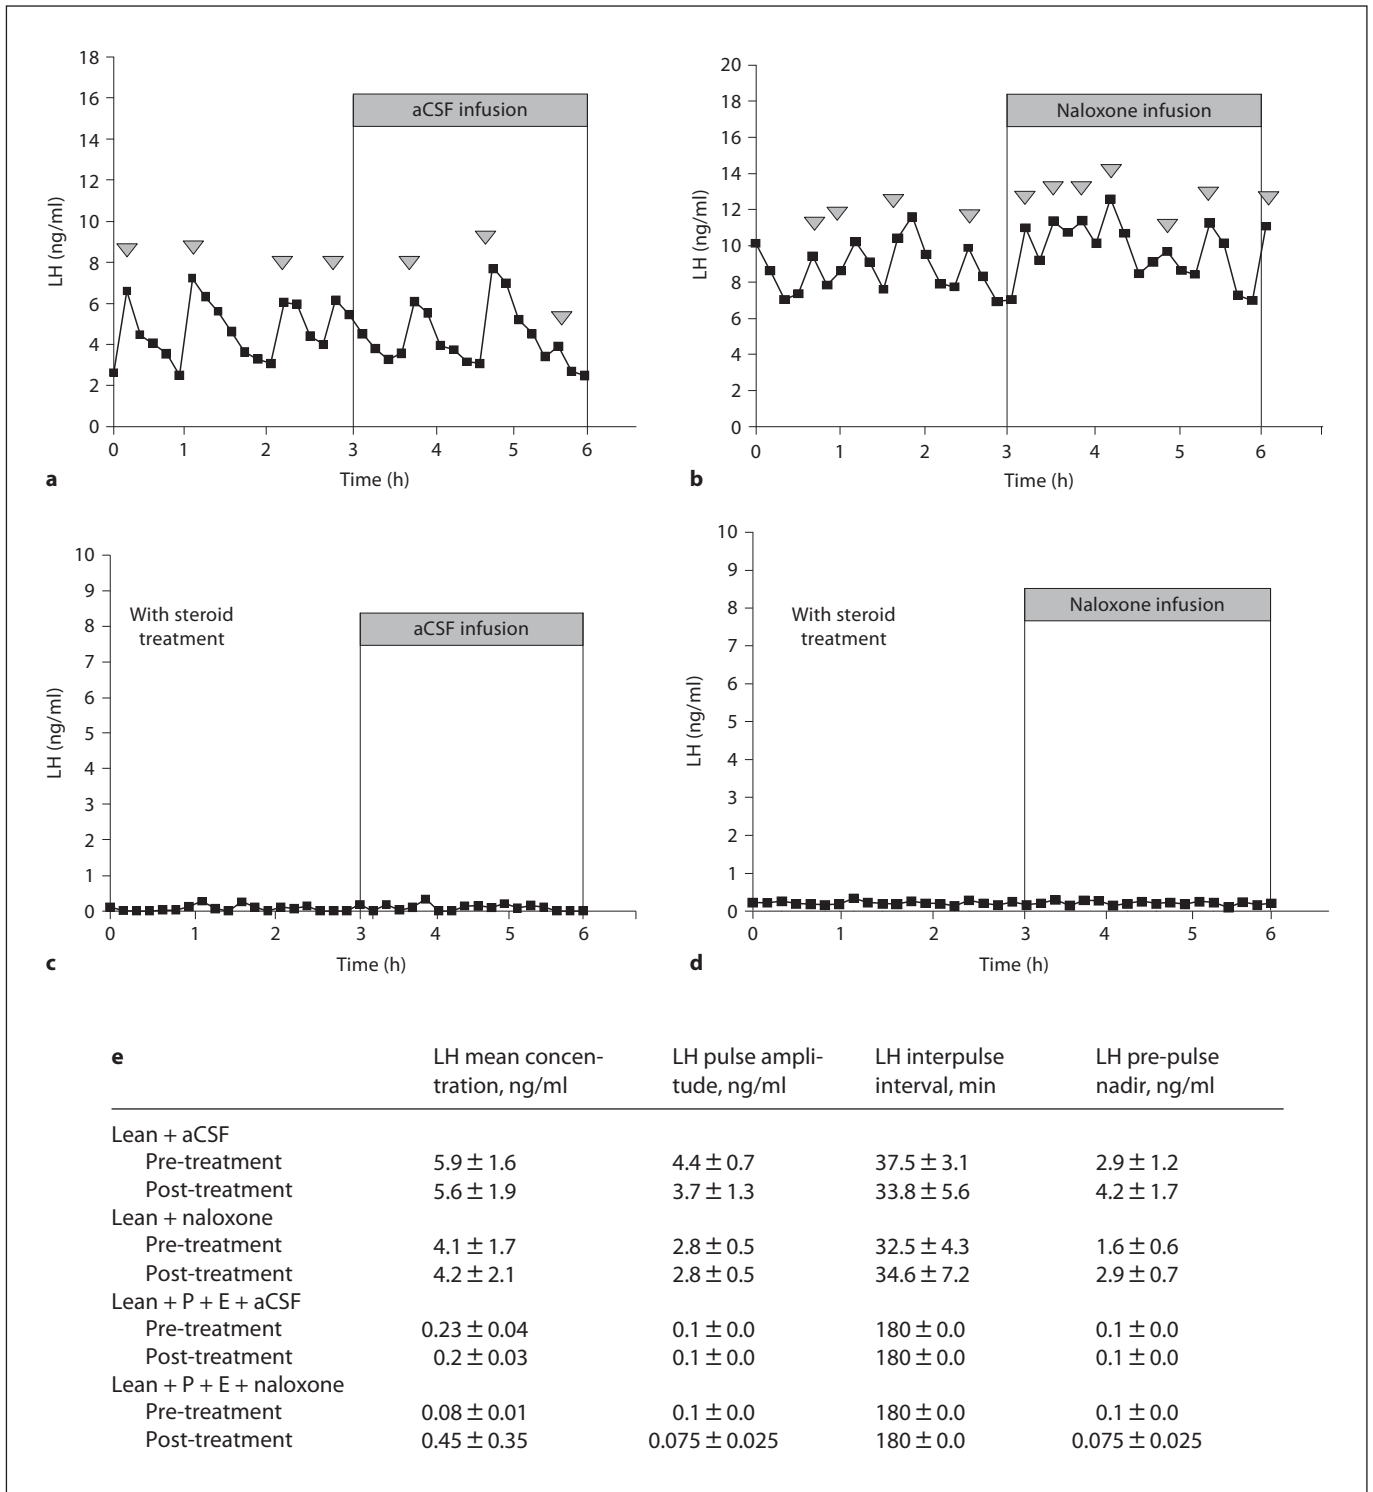 18
16
14
12
10
8
6
4
2
0
LH (ng/ml)
aCSF infusion
0 1 2 3 4 5 6
Time (h)
a
20
18
16
14
12
10
8
6
4
2
0
LH (ng/ml)
Naloxone infusion
0 1 2 3 4 5 6
Time (h)
b
10
9
8
7
6
5
4
3
2
1
0
LH (ng/ml)
With steroid
treatment
aCSF infusion
0 1 2 3 4 5 6
Time (h)
c
10
9
8
7
6
5
4
3
2
1
0
LH (ng/ml)
With steroid
treatment
Naloxone infusion
0 1 2 3 4 5 6
Time (h)
d
e LH mean concen- LH pulse ampli- LH interpulse LH pre-pulse
tration, ng/ml tude, ng/ml interval, min nadir, ng/ml
Lean + aCSF
Pre-treatment 5.9 ± 1.6 4.4 ± 0.7 37.5 ± 3.1 2.9 ± 1.2
Post-treatment 5.6 ± 1.9 3.7 ± 1.3 33.8 ± 5.6 4.2 ± 1.7
Lean + naloxone
Pre-treatment 4.1 ± 1.7 2.8 ± 0.5 32.5 ± 4.3 1.6 ± 0.6
Post-treatment 4.2 ± 2.1 2.8 ± 0.5 34.6 ± 7.2 2.9 ± 0.7
Lean + P + E + aCSF
Pre-treatment 0.23 ± 0.04 0.1 ± 0.0 180 ± 0.0 0.1 ± 0.0
Post-treatment 0.2 ± 0.03 0.1 ± 0.0 180 ± 0.0 0.1 ± 0.0
Lean + P + E + naloxone
Pre-treatment 0.08 ± 0.01 0.1 ± 0.0 180 ± 0.0 0.1 ± 0.0
Post-treatment 0.45 ± 0.35 0.075 ± 0.025 180 ± 0.0 0.075 ± 0.025